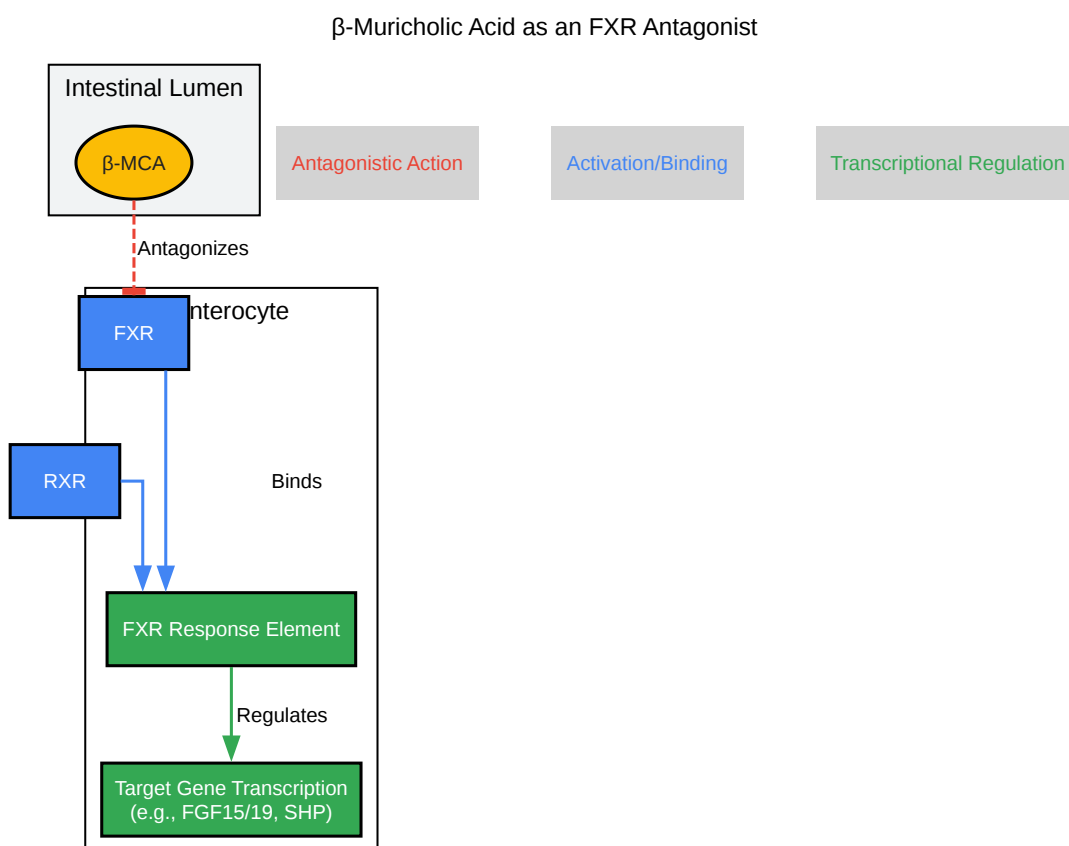 β-Muricholic Acid as an FXR Antagonist
Intestinal Lumen
β-MCA
Antagonistic Action
Activation/Binding
Transcriptional Regulation
Antagonizes
nterocyte
FXR
RXR
Binds
FXR Response Element
Regulates
Target Gene Transcription
(e.g., FGF15/19, SHP)